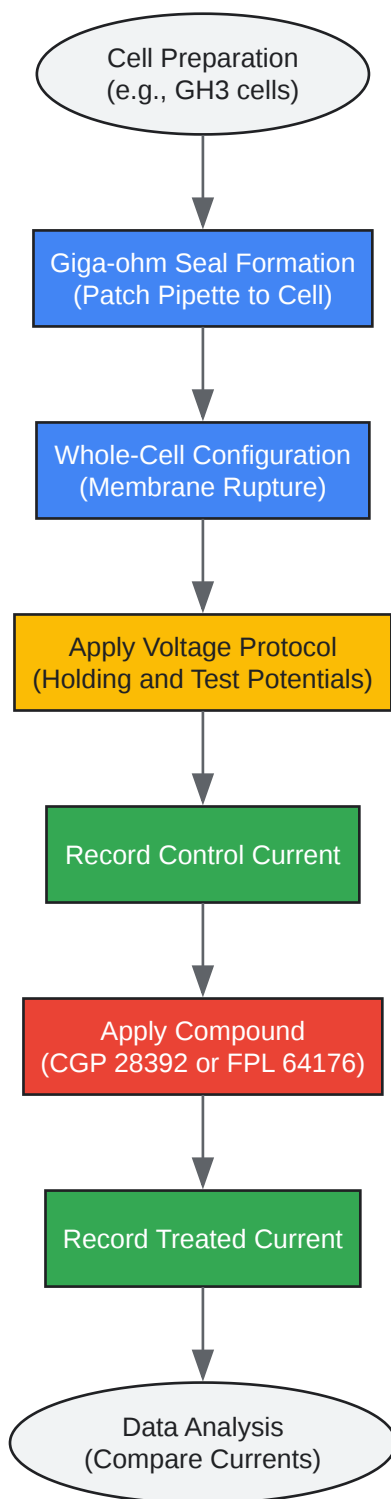 Cell Preparation
(e.g., GH3 cells)
Giga-ohm Seal Formation
(Patch Pipette to Cell)
Whole-Cell Configuration
(Membrane Rupture)
Apply Voltage Protocol
(Holding and Test Potentials)
Record Control Current
Apply Compound
(CGP 28392 or FPL 64176)
Record Treated Current
Data Analysis
(Compare Currents)